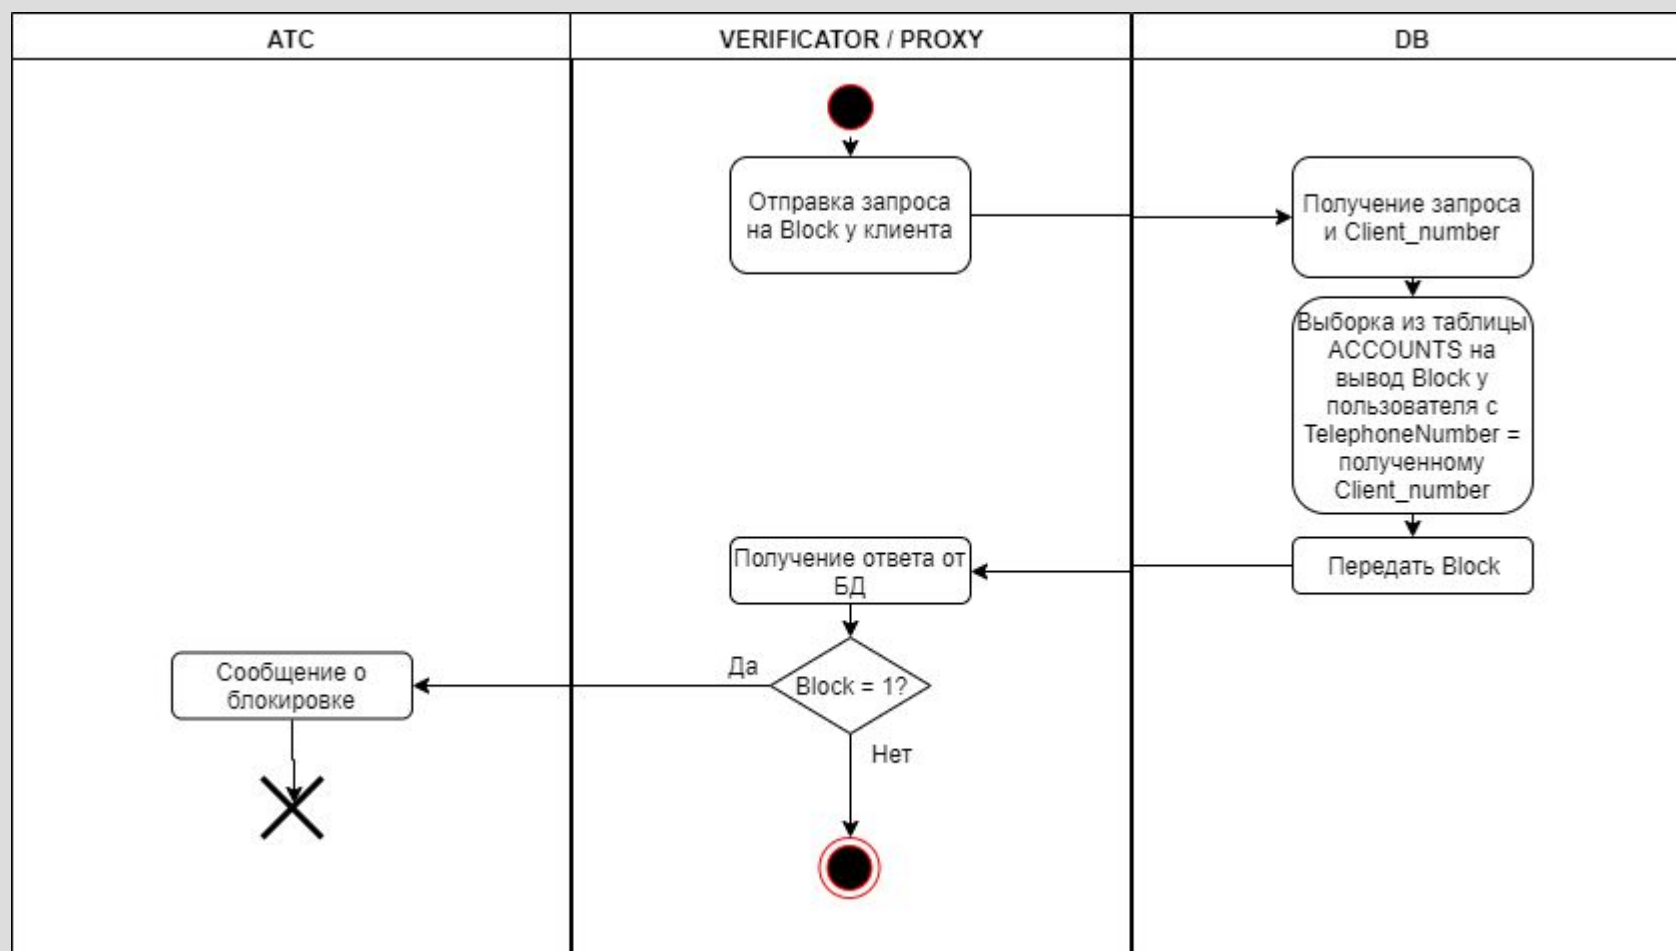 АТС
VERIFICATOR / PROXY
DB
Отправка запроса
на Block у клиента
Получение запроса
и Client_number
Выборка из таблицы
ACCOUNTS на
вывод Block у
пользователя с
TelephoneNumber =
полученному
Client_number
Передать Block
Получение ответа от
БД
Block = 1?
Да
Нет
Сообщение о
блокировке